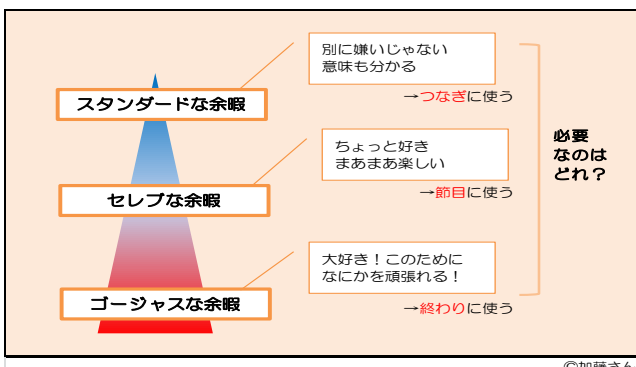 スタンダードな余暇
別に嫌いじゃない
意味も分かる
→つなぎに使う
セレブな余暇
ちょっと好き
まあまあ楽しい
→節目に使う
ゴージャスな余暇
大好き！このために
なにかを頑張れる！
→終わりに使う
必要
なのは
どれ？
©加藤さん